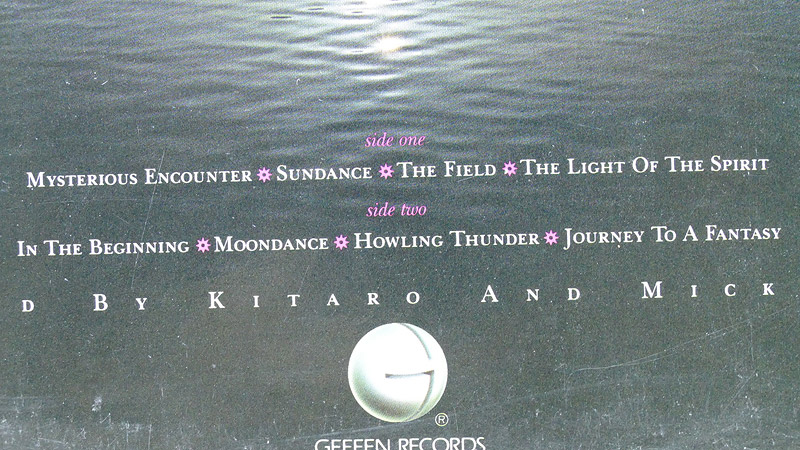 side one
Mysterious Encounter Sundance The Field The Light Of The Spirit
side two
In The Beginning Moondance Howling Thunder Journey To A Fantasy
D By Kitaro And Mick
G ®
GEFFEN RECORDS